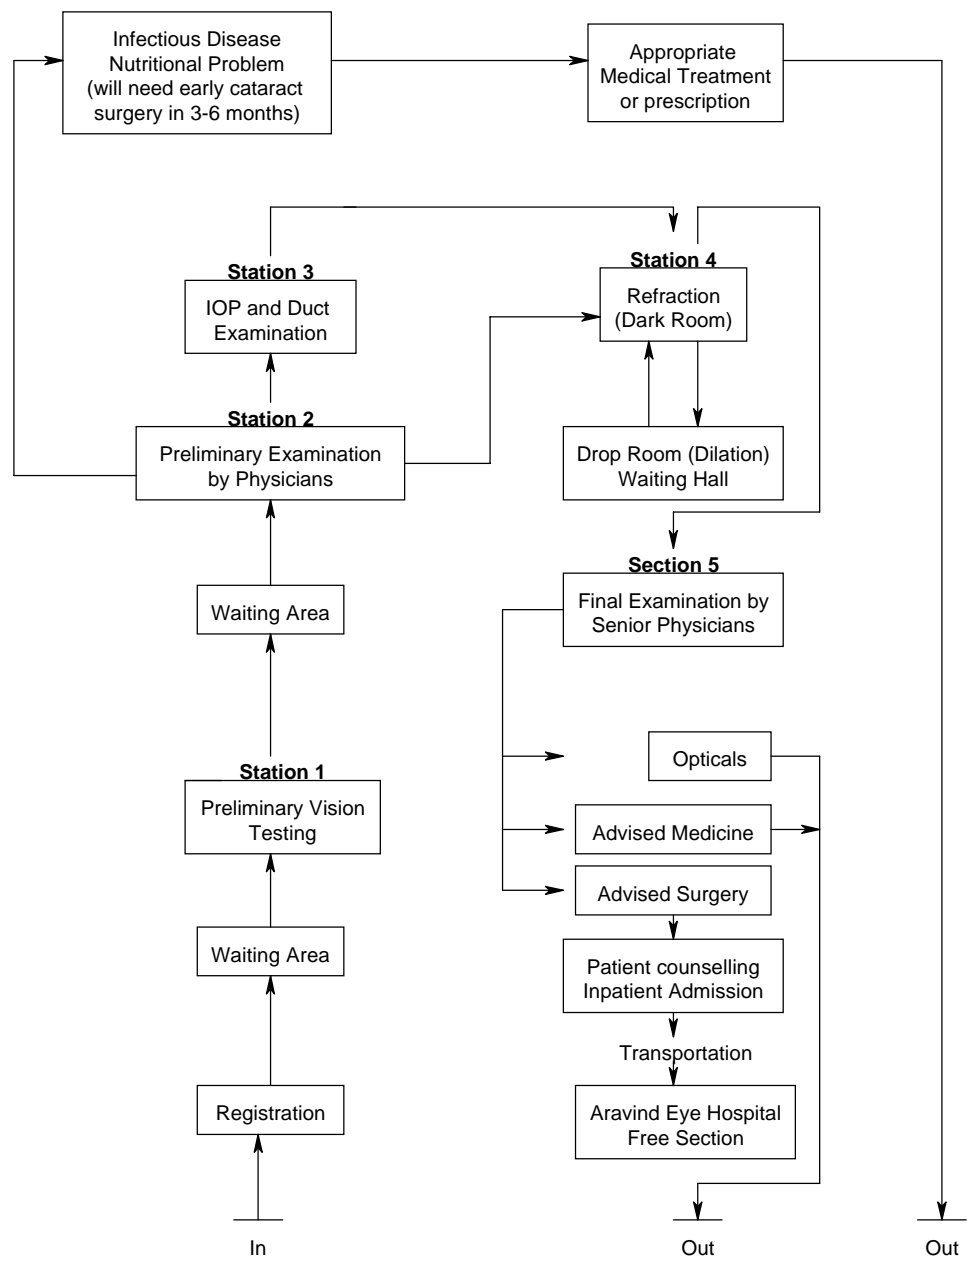 Infectious Disease
Nutritional Problem
(will need early cataract
surgery in 3-6 months)
Appropriate
Medical Treatment
or prescription
Station 3
IOP and Duct
Examination
Station 4
Refraction
(Dark Room)
Station 2
Preliminary Examination
by Physicians
Drop Room (Dilation)
Waiting Hall
Section 5
Final Examination by
Senior Physicians
Waiting Area
Station 1
Preliminary Vision
Testing
Opticals
Advised Medicine
Advised Surgery
Waiting Area
Patient counselling
Inpatient Admission
Transportation
Registration
Aravind Eye Hospital
Free Section
In
Out
Out